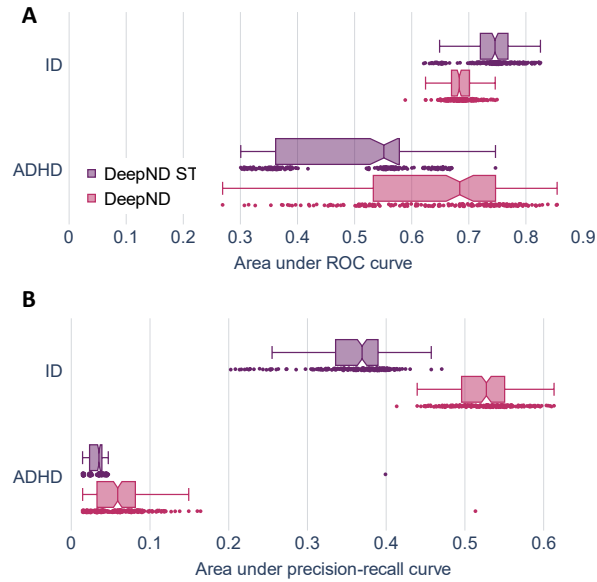 A
ID
ADHD
DeepND ST
DeepND
0 0.1 0.2 0.3 0.4 0.5 0.6 0.7 0.8 0.9
Area under ROC curve
B
ID
ADHD
0 0.1 0.2 0.3 0.4 0.5 0.6
Area under precision-recall curve